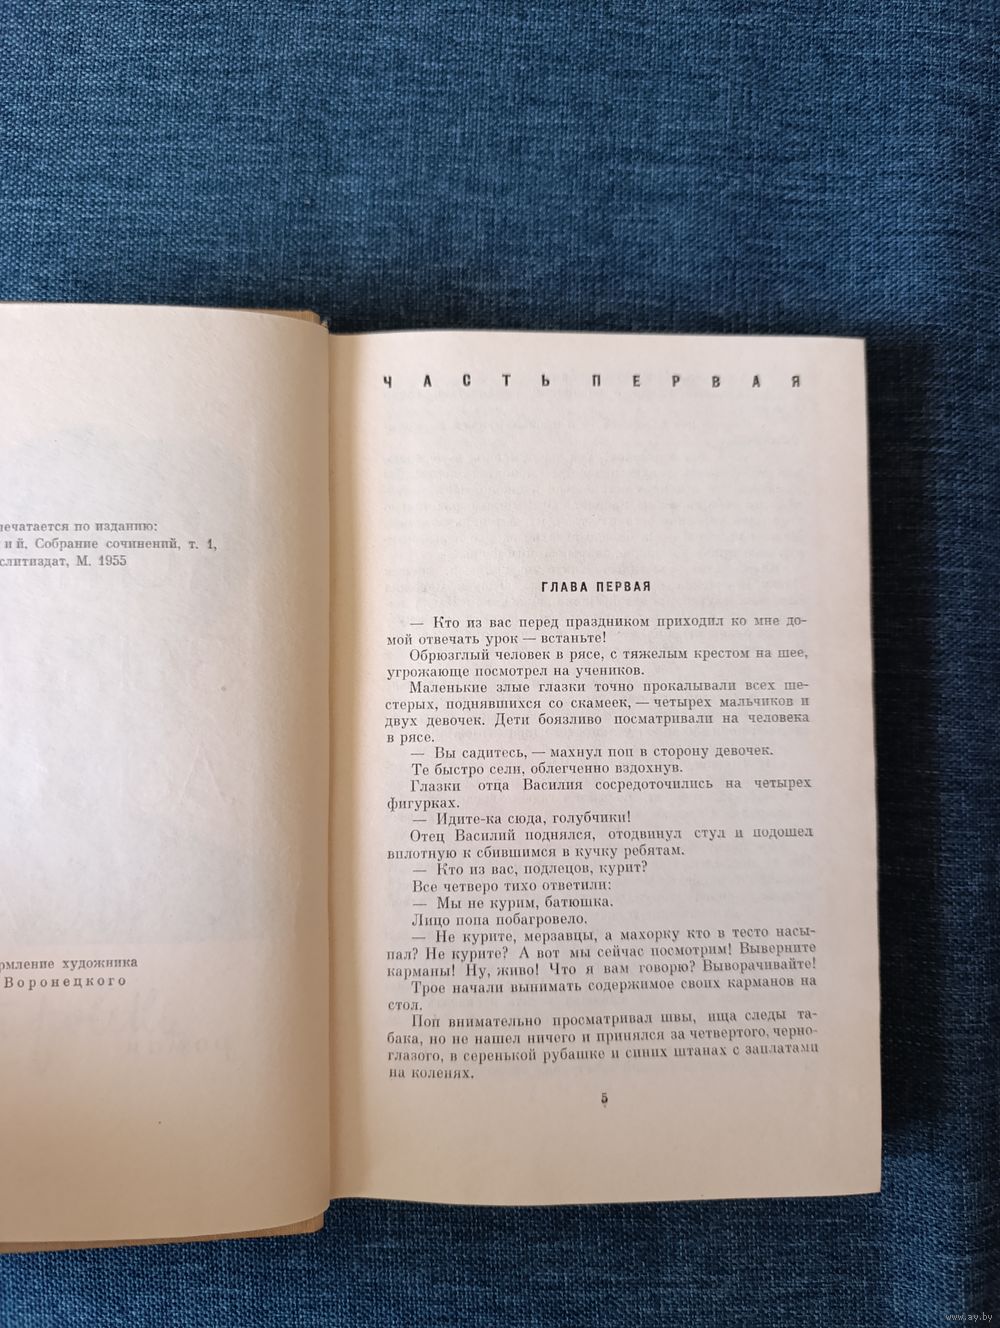 печатается по изданию:
и й, Собрание сочинений, т. 1,
М. 1955
художника
Воронецкого
ЧАСТЬ ПЕРВАЯ
ГЛАВА ПЕРВАЯ
— Кто из вас перед праздником приходил ко мне до-
мой отвечать урок — встаньте!
Обрюзглый человек в рясе, с тяжелым крестом на шее,
угрожающе посмотрел на учеников.
Маленькие злые глазки точно прокалывали всех ше-
стерых, поднявшихся со скамеек, — четырех мальчиков и
двух девочек. Дети боязливо посматривали на человека
в рясе.
— Вы садитесь, — махнул поп в сторону девочек.
Те быстро сели, облегченно вздохнув.
Глазки отца Василия сосредоточились на четырех
фигурках.
— Идите-ка сюда, голубчики!
Отец Василий поднялся, отодвинул стул и подошел
вплотную к сбившимся в кучку ребятам.
— Кто из вас, подлецов, курит?
Все четверо тихо ответили:
— Мы не курим, батюшка.
Лицо попа побагровело.
— Не курите, мерзавцы, а махорку кто в тесто насы-
пал? Не курите? А вот мы сейчас посмотрим! Выверните
карманы! Ну, живо! Что я вам говорю? Выворачивайте!
Трое начали вынимать содержимое своих карманов на
стол.
Поп внимательно просматривал швы, ища следы та-
бака, но не нашел ничего и принялся за четвертого, черно-
глазого, в серенькой рубашке и синих штанах с заплатами
на коленях.
5
www.ay.by